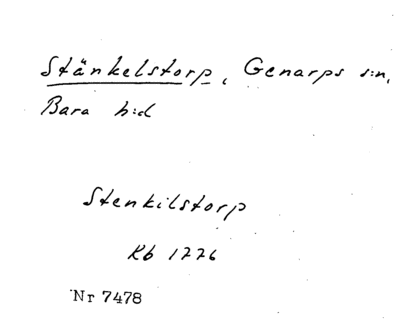 Stänkelstorp, Genarps s:n,
Bara h:d
Stenkilstorp
Kb 1776
Nr 7478